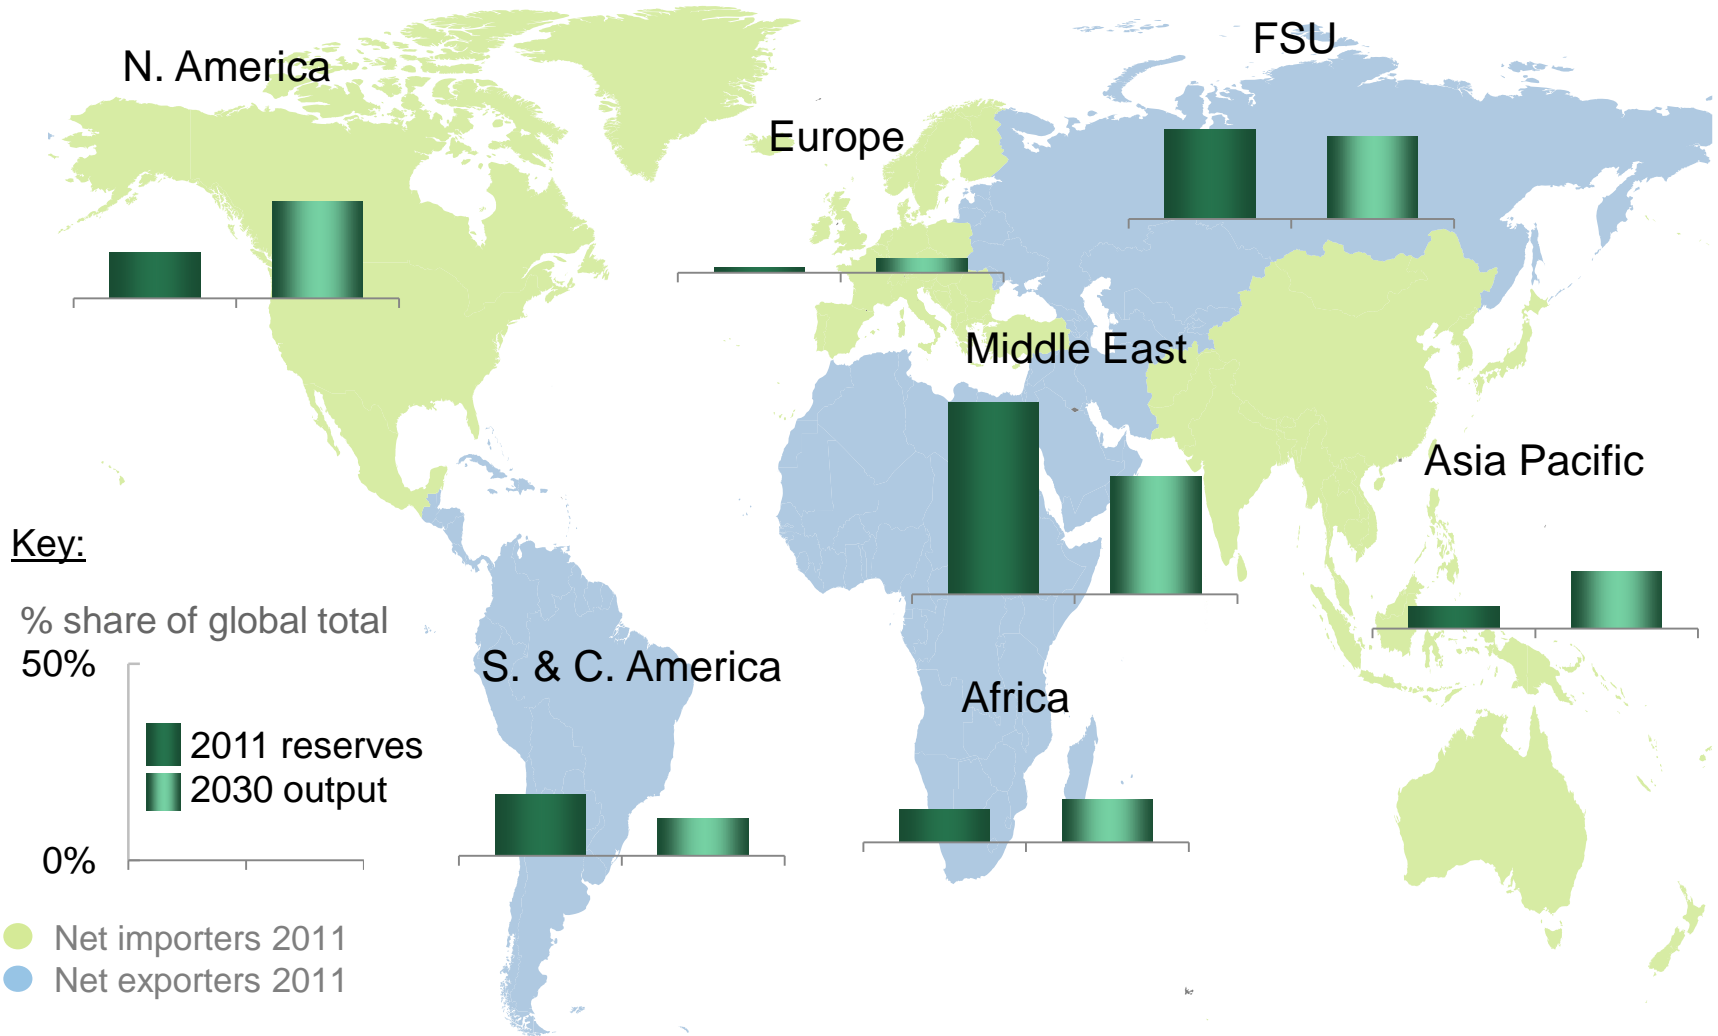 FSU
N. America
Europe
Middle East
Asia Pacific
Key:
% share of global total
50%
S. & C. America
Africa
2011 reserves
2030 output
0%
Net importers 2011
Net exporters 2011